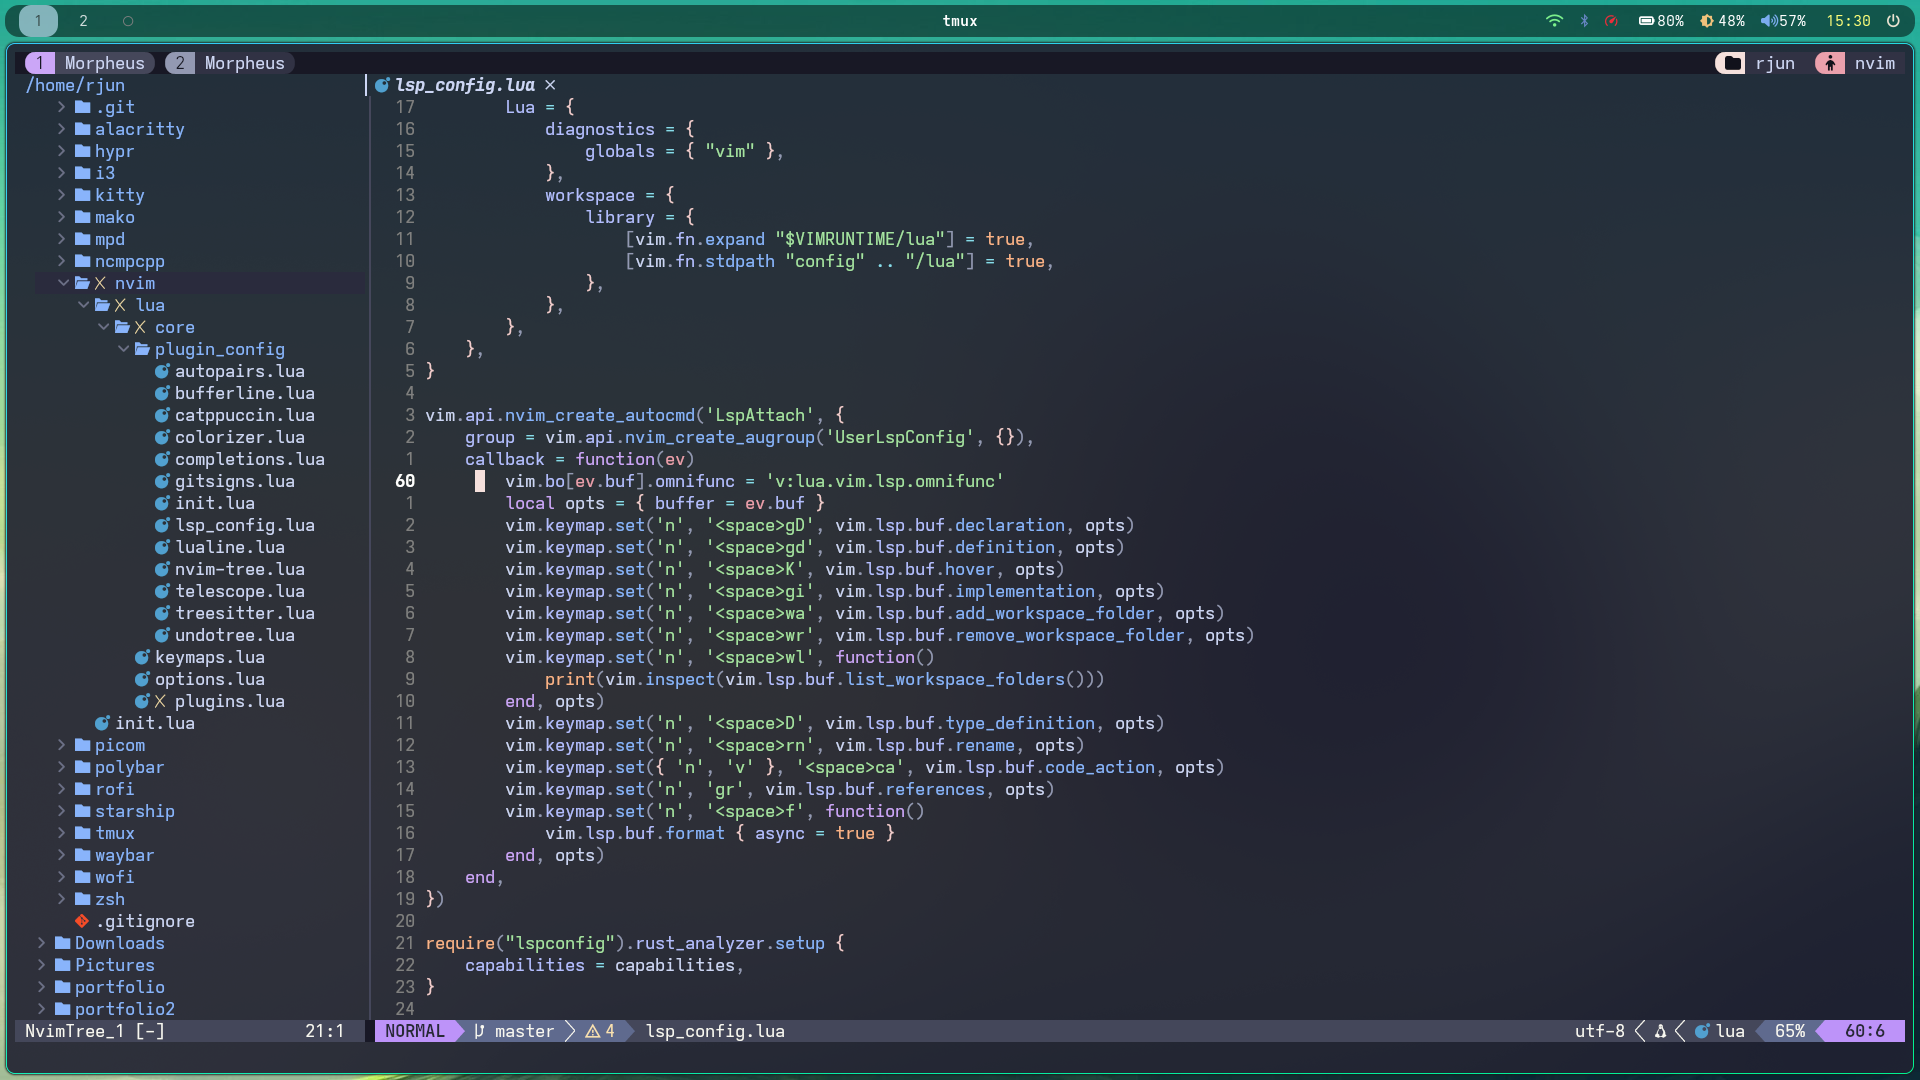 1 2 tmux 80% 48% 57% 15:30
1 Morpheus 2 Morpheus rjun nvim
/home/rjun
.git
alacritty
hypr
i3
kitty
mako
mpd
ncmpcpp
nvim
lua
core
plugin_config
autopairs.lua
bufferline.lua
catppuccin.lua
colorizer.lua
completions.lua
gitsigns.lua
init.lua
lsp_config.lua
lualine.lua
nvim-tree.lua
telescope.lua
treesitter.lua
undotree.lua
keymaps.lua
options.lua
plugins.lua
init.lua
picom
polybar
rofi
starship
tmux
waybar
wofi
zsh
.gitignore
Downloads
Pictures
portfolio
portfolio2
NvimTree_1 [-] 21:1
lsp_config.lua ×
17         Lua = {
16             diagnostics = {
15                 globals = { "vim" },
14             },
13             workspace = {
12                 library = {
11                     [vim.fn.expand "$VIMRUNTIME/lua"] = true,
10                     [vim.fn.stdpath "config" .. "/lua"] = true,
9                 },
8             },
7         },
6     },
5 }
4
3 vim.api.nvim_create_autocmd('LspAttach', {
2     group = vim.api.nvim_create_augroup('UserLspConfig', {}),
1     callback = function(ev)
60         vim.bo[ev.buf].omnifunc = 'v:lua.vim.lsp.omnifunc'
1         local opts = { buffer = ev.buf }
2         vim.keymap.set('n', '<space>gD', vim.lsp.buf.declaration, opts)
3         vim.keymap.set('n', '<space>gd', vim.lsp.buf.definition, opts)
4         vim.keymap.set('n', '<space>K', vim.lsp.buf.hover, opts)
5         vim.keymap.set('n', '<space>gi', vim.lsp.buf.implementation, opts)
6         vim.keymap.set('n', '<space>wa', vim.lsp.buf.add_workspace_folder, opts)
7         vim.keymap.set('n', '<space>wr', vim.lsp.buf.remove_workspace_folder, opts)
8         vim.keymap.set('n', '<space>wl', function()
9             print(vim.inspect(vim.lsp.buf.list_workspace_folders()))
10         end, opts)
11         vim.keymap.set('n', '<space>D', vim.lsp.buf.type_definition, opts)
12         vim.keymap.set('n', '<space>rn', vim.lsp.buf.rename, opts)
13         vim.keymap.set({ 'n', 'v' }, '<space>ca', vim.lsp.buf.code_action, opts)
14         vim.keymap.set('n', 'gr', vim.lsp.buf.references, opts)
15         vim.keymap.set('n', '<space>f', function()
16             vim.lsp.buf.format { async = true }
17         end, opts)
18     end,
19 })
20
21 require("lspconfig").rust_analyzer.setup {
22     capabilities = capabilities,
23 }
24
NORMAL master 4 lsp_config.lua utf-8 lua 65% 60:6